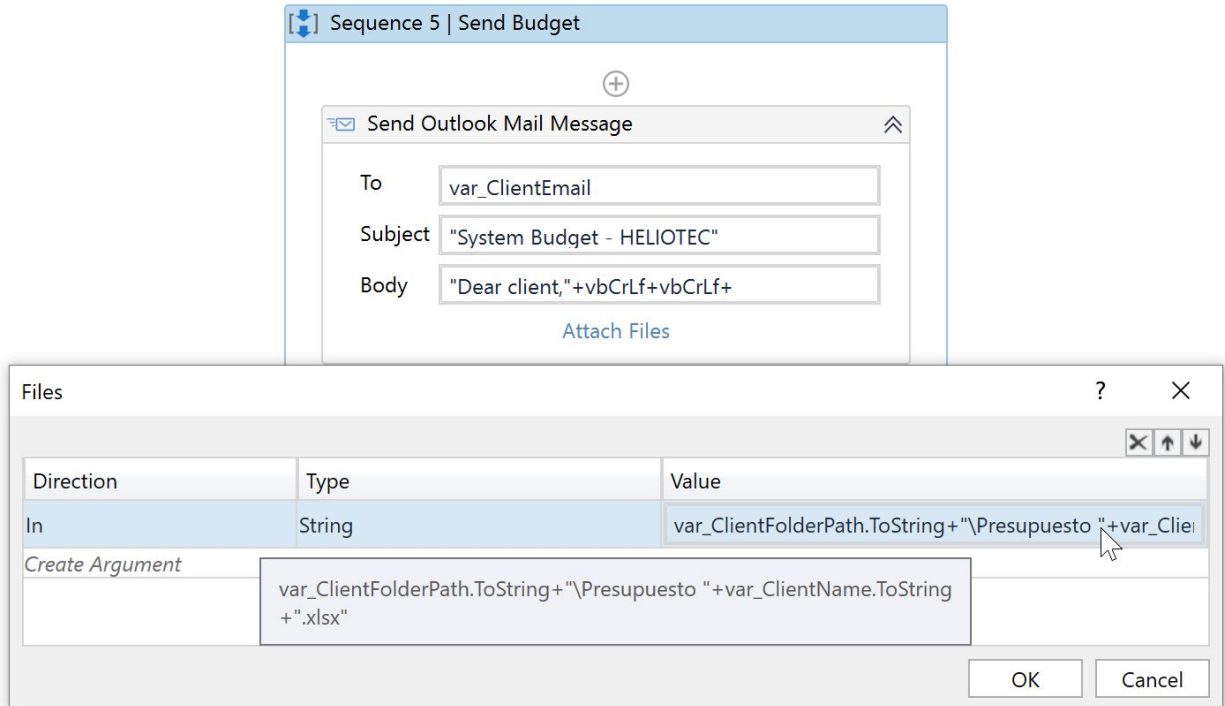 Sequence 5 | Send Budget
Send Outlook Mail Message
To
var_ClientEmail
Subject
"System Budget - HELIOTEC"
Body
"Dear client,"+vbCrLf+vbCrLf+
Attach Files
Files
?
Direction
Type
Value
In
String
var_ClientFolderPath.ToString+"\Presupuesto "+var_Clie
Create Argument
var_ClientFolderPath.ToString+"\Presupuesto "+var_ClientName.ToString
+".xlsx"
OK
Cancel